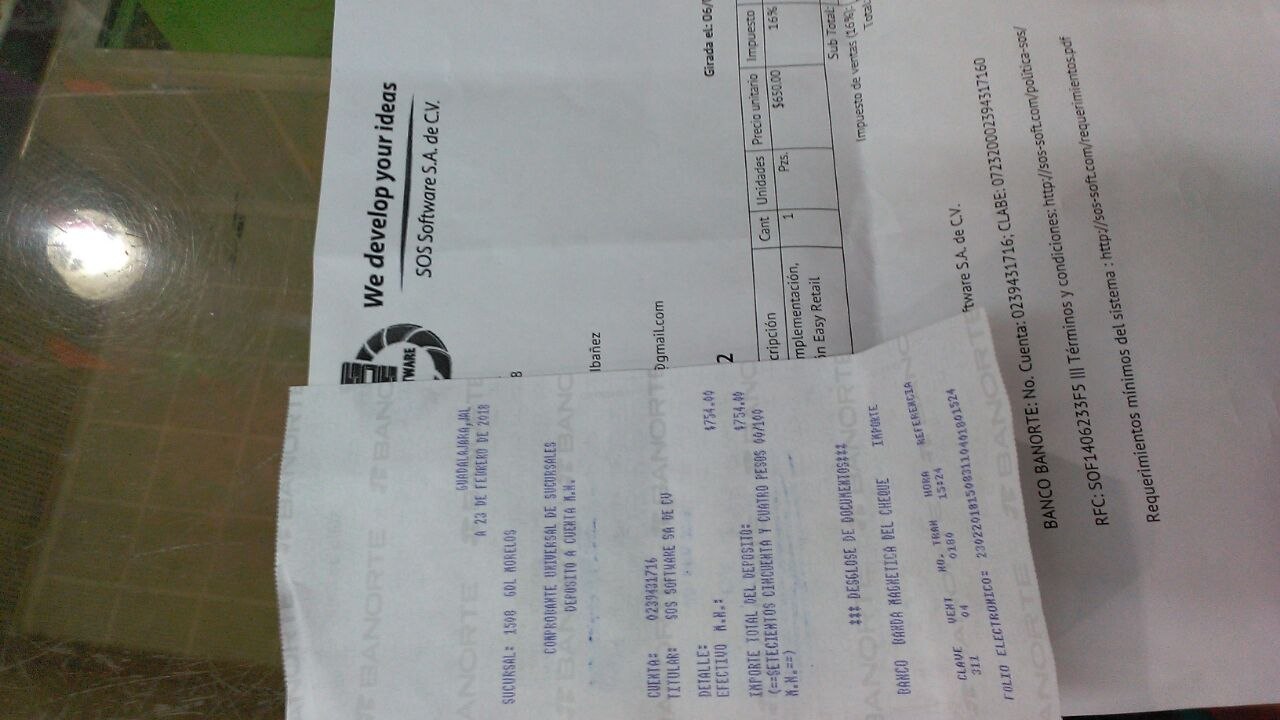 We develop your ideas
SOS Software S.A. de C.V.
Ibañez
@gmail.com
Girada el: 06/
2
cripción Cant Unidades Precio unitario Impuesto
mplementación, 1 Pzs. $650.00 16%
ón Easy Retail
Sub Total:
Impuesto de ventas (16%):
Total:
ftware S.A. de C.V.
BANCO BANORTE: No. Cuenta: 0239431716; CLABE: 072320002394317160
RFC: SOF1406233F5 ||| Términos y condiciones: http://sos-soft.com/politica-sos/
Requerimientos mínimos del sistema : http://sos-soft.com/requerimientos.pdf
BANORTE
GUADALAJARA,JAL
A 23 DE FEBRERO DE 2018
SUCURSAL: 1508 GDL MORELOS
COMPROBANTE UNIVERSAL DE SUCURSALES
DEPOSITO A CUENTA M.N.
CUENTA: 0239431716
TITULAR: SOS SOFTWARE SA DE CV
DETALLE:
EFECTIVO M.N.: $754.00
IMPORTE TOTAL DEL DEPOSITO: $754.00
(==SETECIENTOS CINCUENTA Y CUATRO PESOS 00/100
M.N.==)
*** DESGLOSE DE DOCUMENTOS***
BANCO BANDA MAGNETICA DEL CHEQUE IMPORTE
CLAVE VENT NO. TRAN HORA REFERENCIA
311 04 0180 15:24
FOLIO ELECTRONICO: 2302201815083110401801524